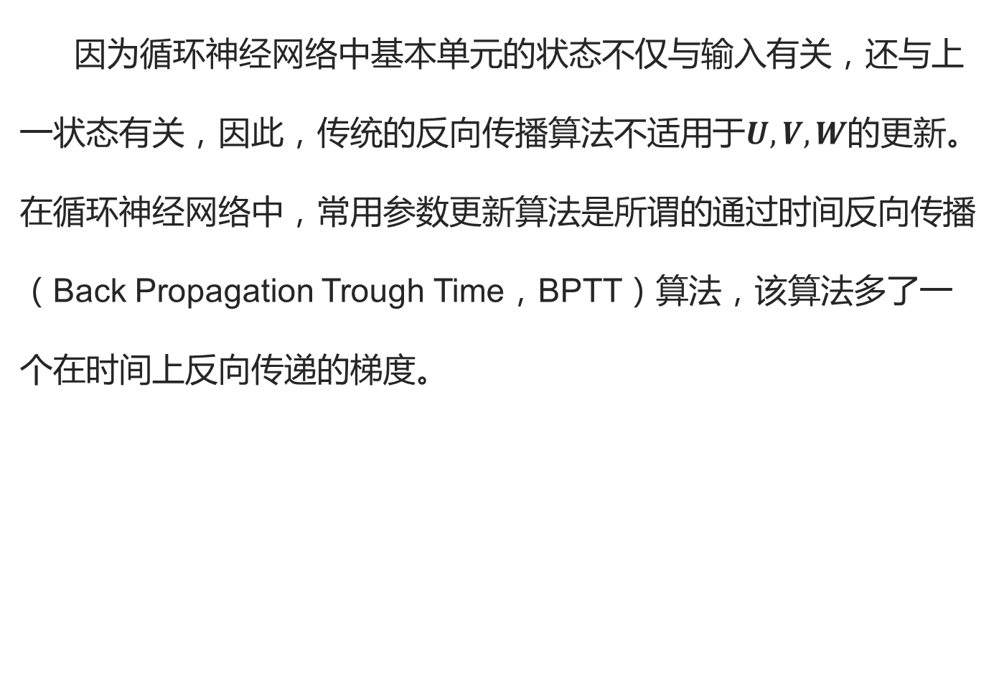 因为循环神经网络中基本单元的状态不仅与输入有关，还与上
一状态有关，因此，传统的反向传播算法不适用于U,V,W的更新。
在循环神经网络中，常用参数更新算法是所谓的通过时间反向传播
（Back Propagation Trough Time，BPTT）算法，该算法多了一
个在时间上反向传递的梯度。